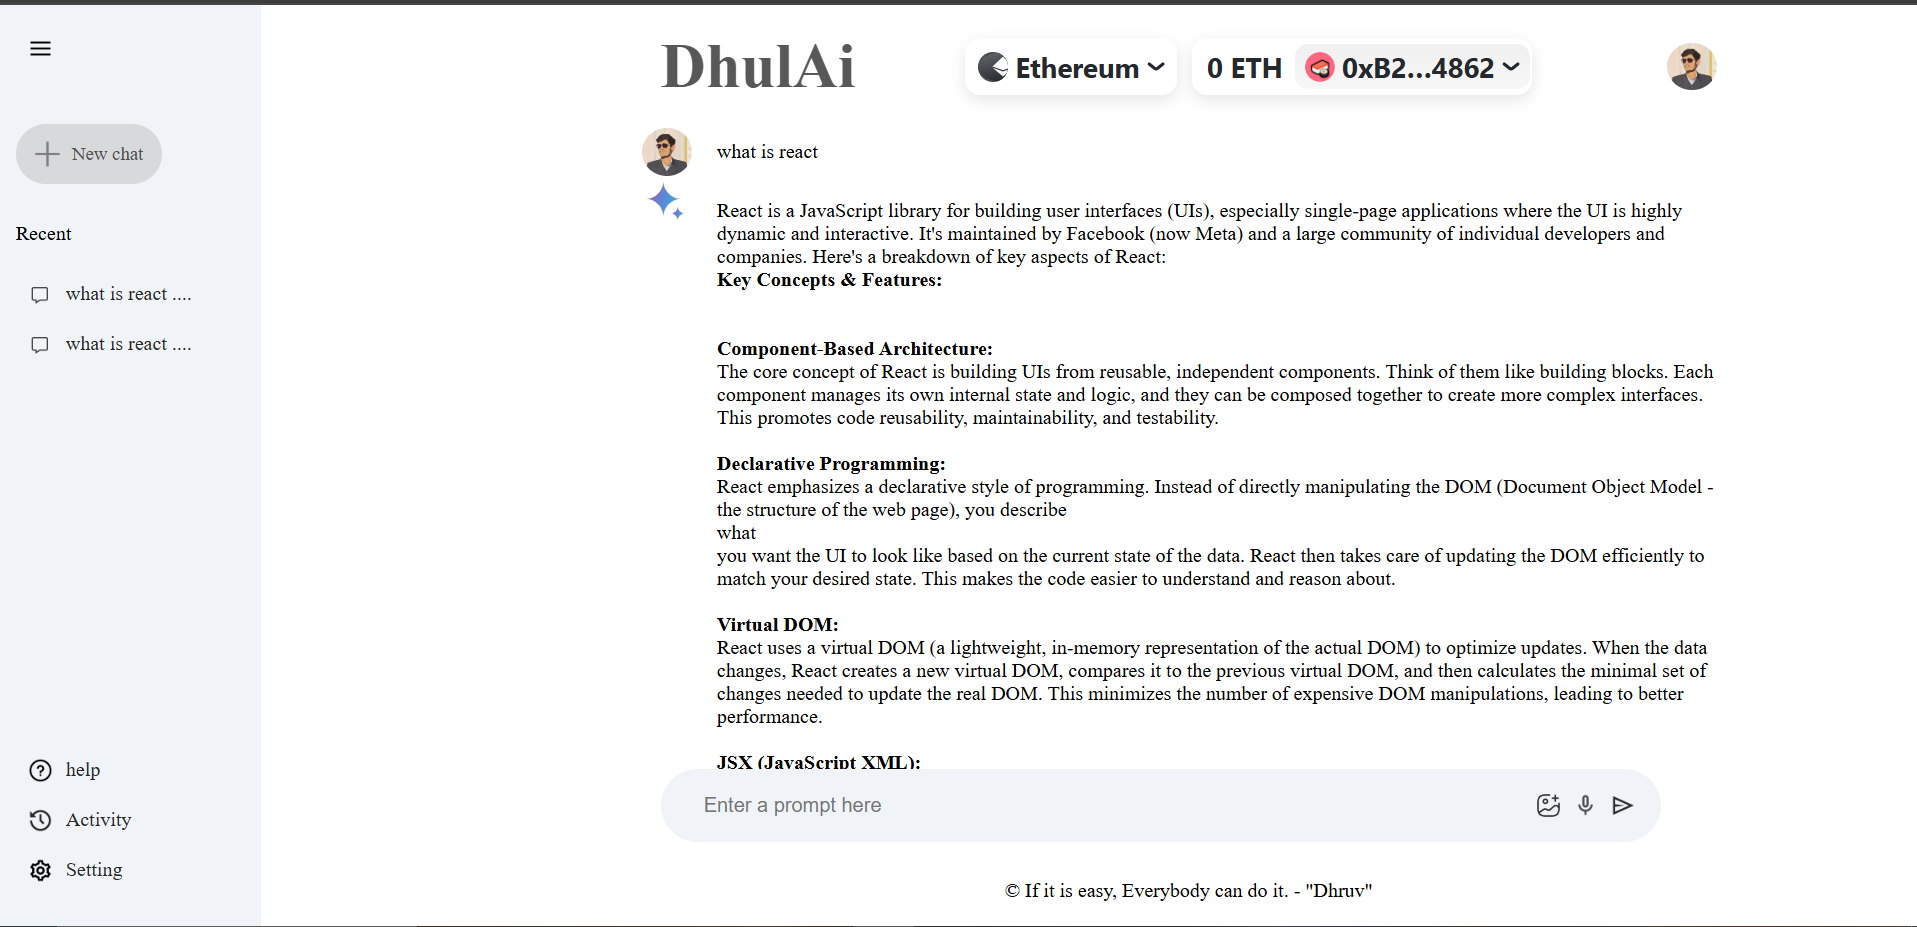 DhulAi
Ethereum
0 ETH
0xB2...4862
New chat
Recent
what is react ....
what is react ....
help
Activity
Setting
what is react
React is a JavaScript library for building user interfaces (UIs), especially single-page applications where the UI is highly
dynamic and interactive. It's maintained by Facebook (now Meta) and a large community of individual developers and
companies. Here's a breakdown of key aspects of React:
Key Concepts & Features:
Component-Based Architecture:
The core concept of React is building UIs from reusable, independent components. Think of them like building blocks. Each
component manages its own internal state and logic, and they can be composed together to create more complex interfaces.
This promotes code reusability, maintainability, and testability.
Declarative Programming:
React emphasizes a declarative style of programming. Instead of directly manipulating the DOM (Document Object Model -
the structure of the web page), you describe
what
you want the UI to look like based on the current state of the data. React then takes care of updating the DOM efficiently to
match your desired state. This makes the code easier to understand and reason about.
Virtual DOM:
React uses a virtual DOM (a lightweight, in-memory representation of the actual DOM) to optimize updates. When the data
changes, React creates a new virtual DOM, compares it to the previous virtual DOM, and then calculates the minimal set of
changes needed to update the real DOM. This minimizes the number of expensive DOM manipulations, leading to better
performance.
JSX (JavaScript XML):
Enter a prompt here
© If it is easy, Everybody can do it. - "Dhruv"